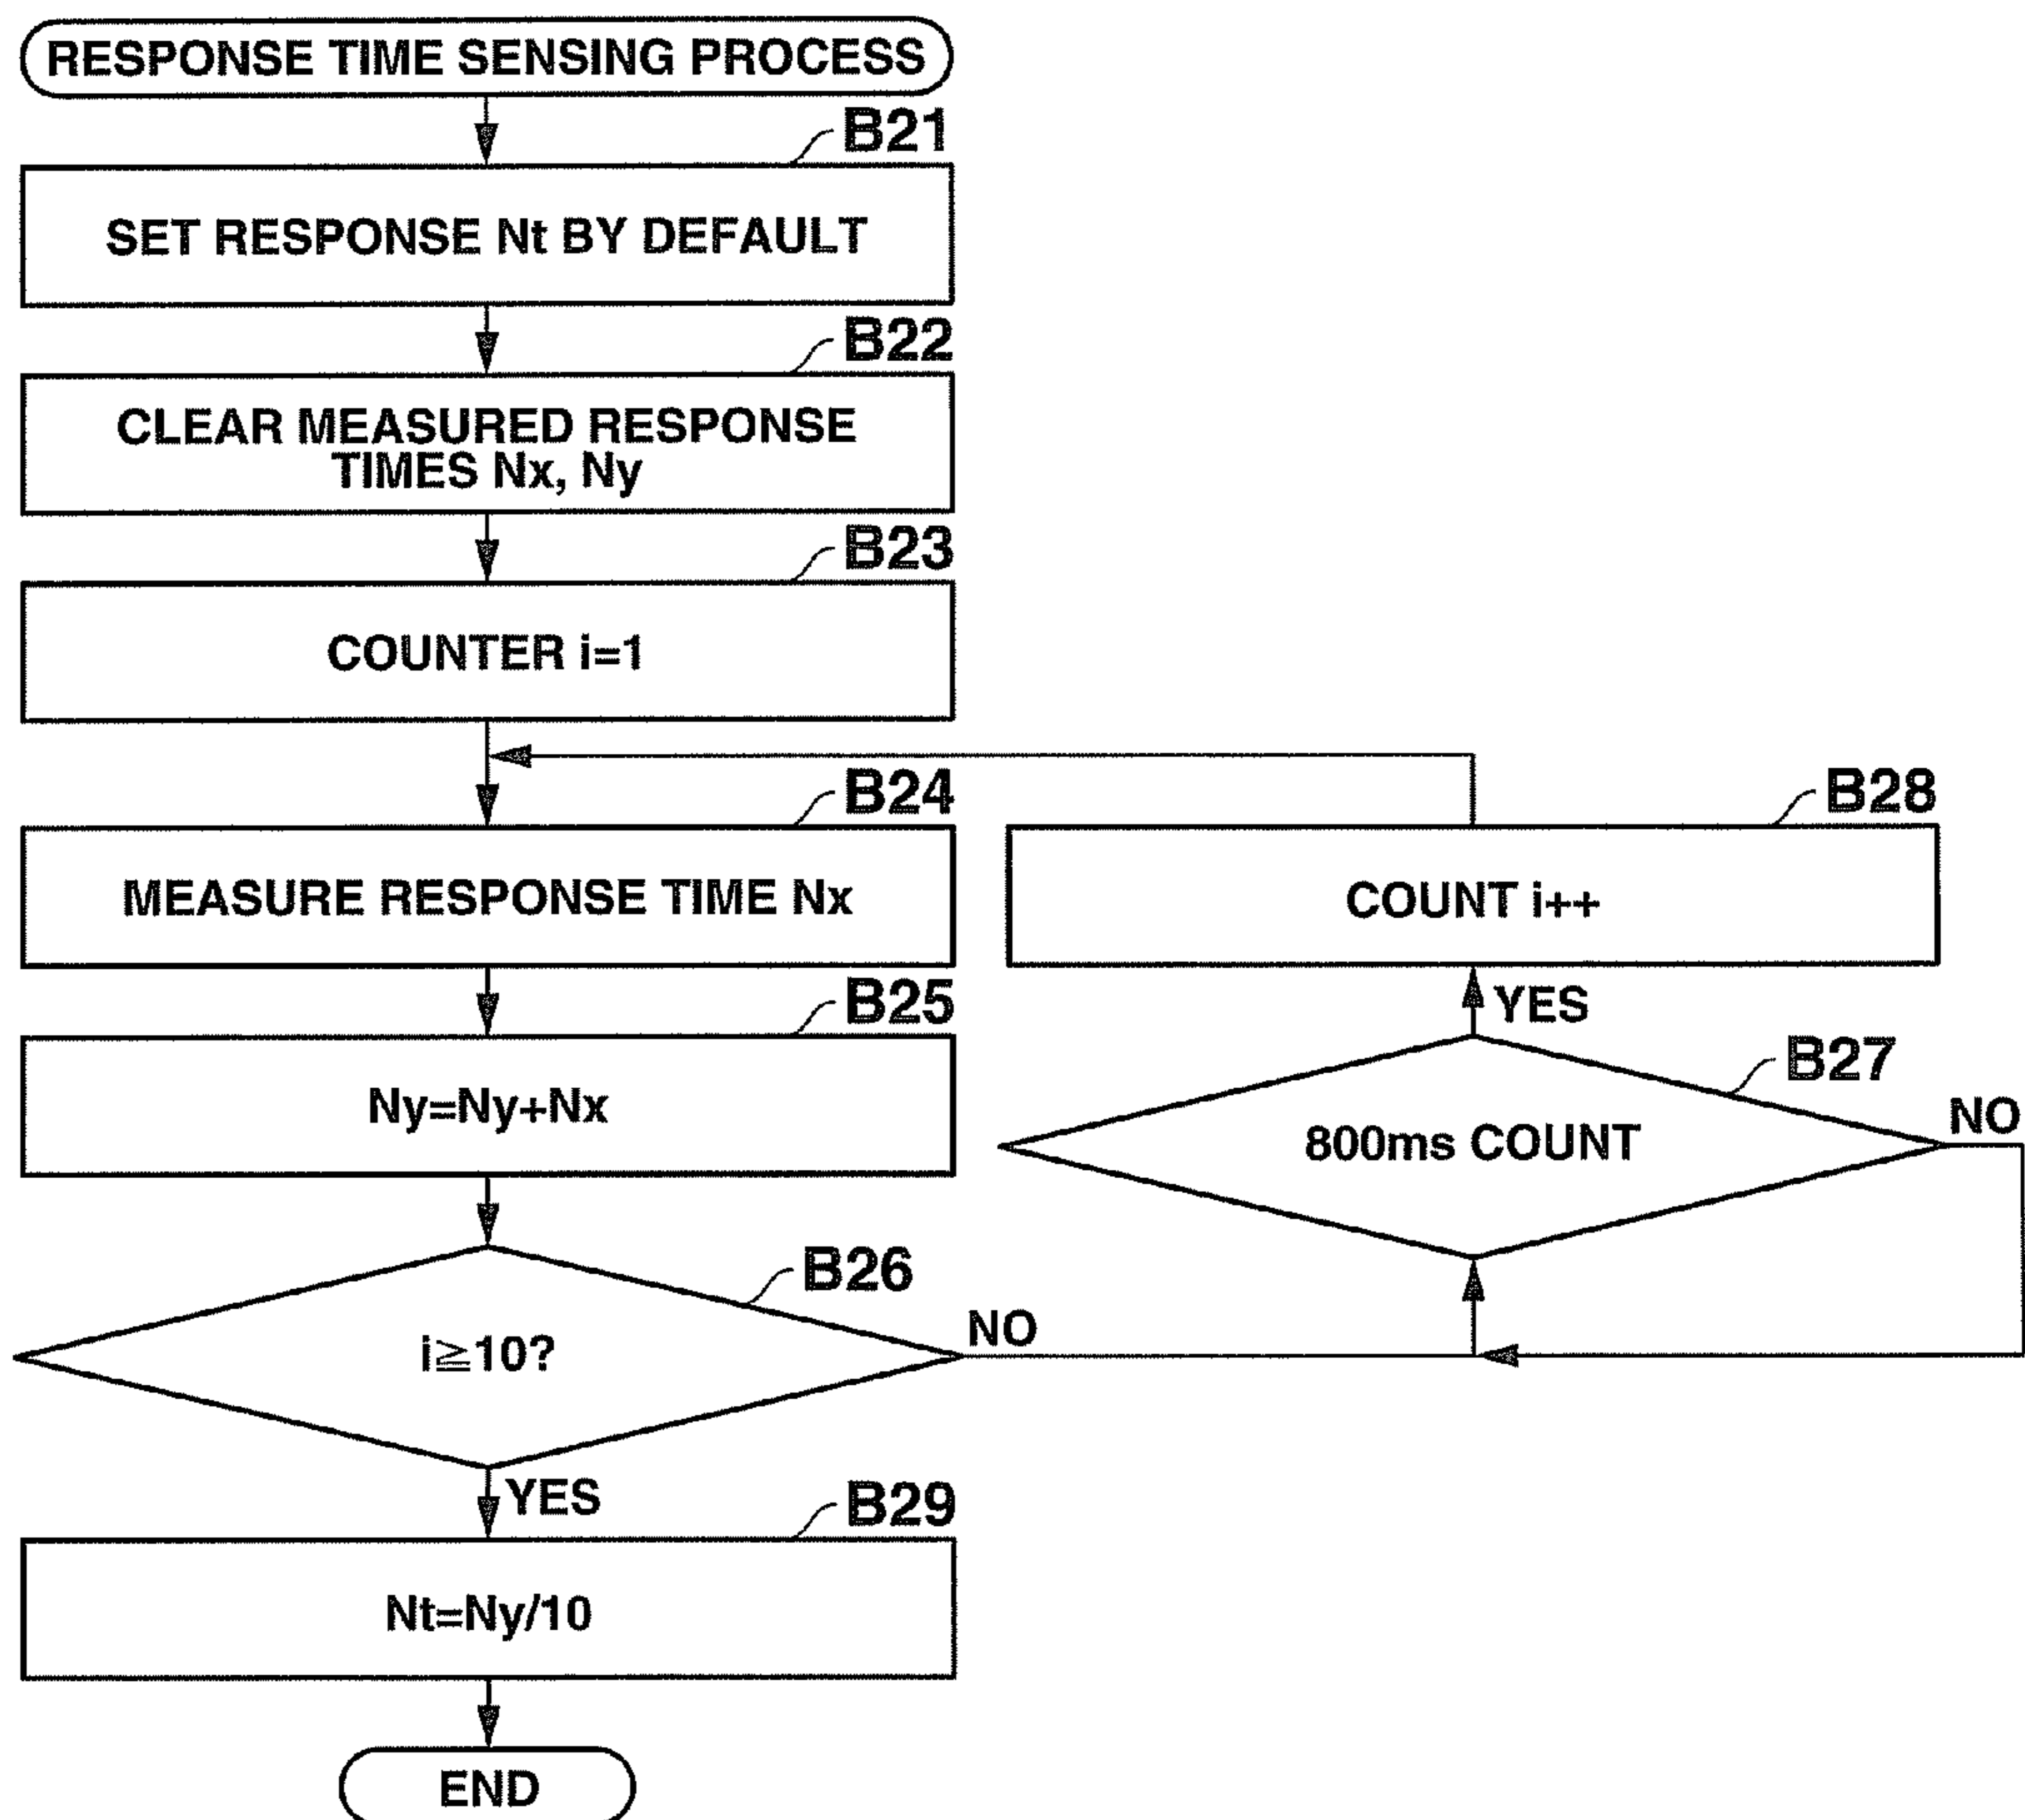 RESPONSE TIME SENSING PROCESS
B21
SET RESPONSE Nt BY DEFAULT
B22
CLEAR MEASURED RESPONSE
TIMES Nx, Ny
B23
COUNTER i=1
B24
MEASURE RESPONSE TIME Nx
B28
COUNT i++
YES
B25
Ny=Ny+Nx
B27
800ms COUNT
NO
B26
i≧10?
NO
YES
B29
Nt=Ny/10
END